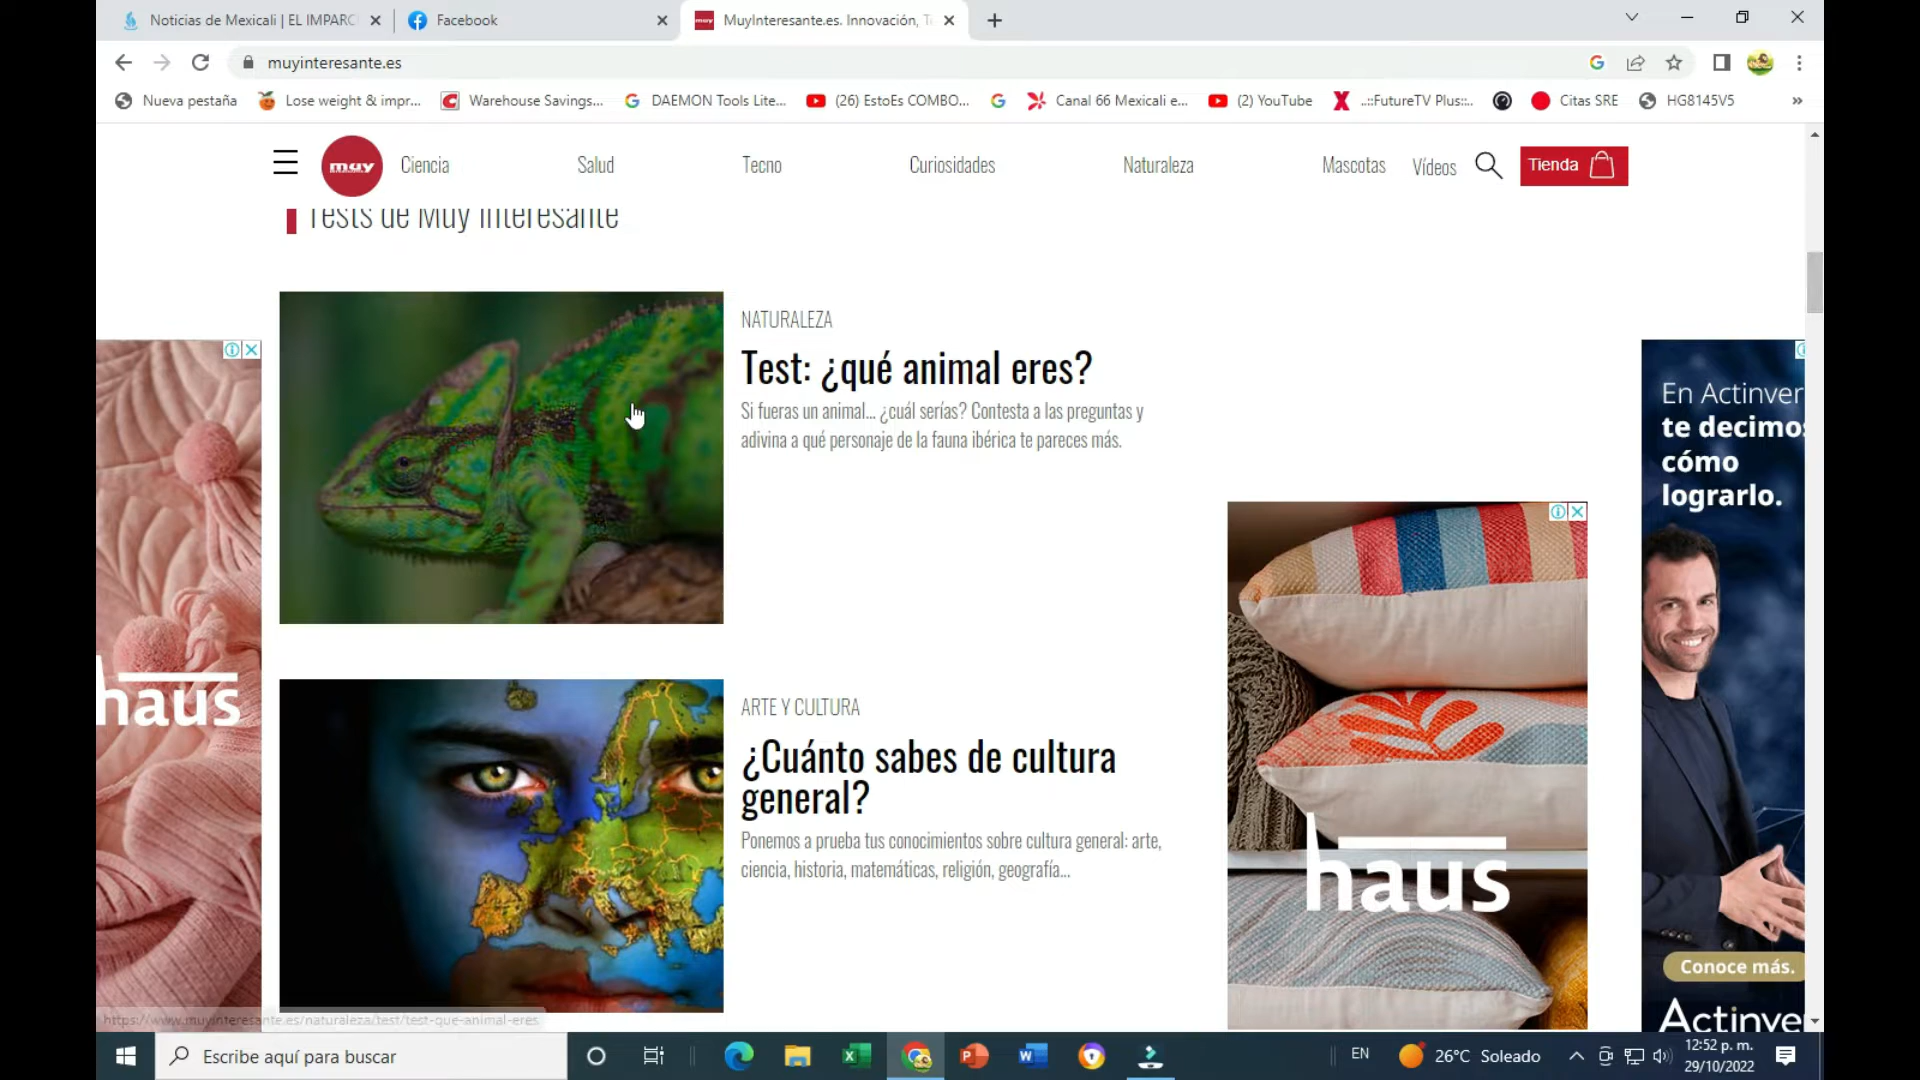 Noticias de Mexicali | EL IMPARC
Facebook
MuyInteresante.es. Innovación, T
muyinteresante.es
Nueva pestaña
Lose weight & impr...
Warehouse Savings...
DAEMON Tools Lite...
(26) EstoEs COMBO...
Canal 66 Mexicali e...
(2) YouTube
..::FutureTV Plus::..
Citas SRE
HG8145V5
muy
Ciencia
Salud
Tecno
Curiosidades
Naturaleza
Mascotas
Vídeos
Tienda
Tests de Muy Interesante
NATURALEZA
Test: ¿qué animal eres?
Si fueras un animal... ¿cuál serías? Contesta a las preguntas y
adivina a qué personaje de la fauna ibérica te pareces más.
ARTE Y CULTURA
¿Cuánto sabes de cultura
general?
Ponemos a prueba tus conocimientos sobre cultura general: arte,
ciencia, historia, matemáticas, religión, geografía...
haus
haus
En Actinver
te decimos
cómo
lograrlo.
Conoce más.
Actinve
https://www.muyinteresante.es/naturaleza/test/test-que-animal-eres
Escribe aquí para buscar
EN
26°C Soleado
12:52 p. m.
29/10/2022